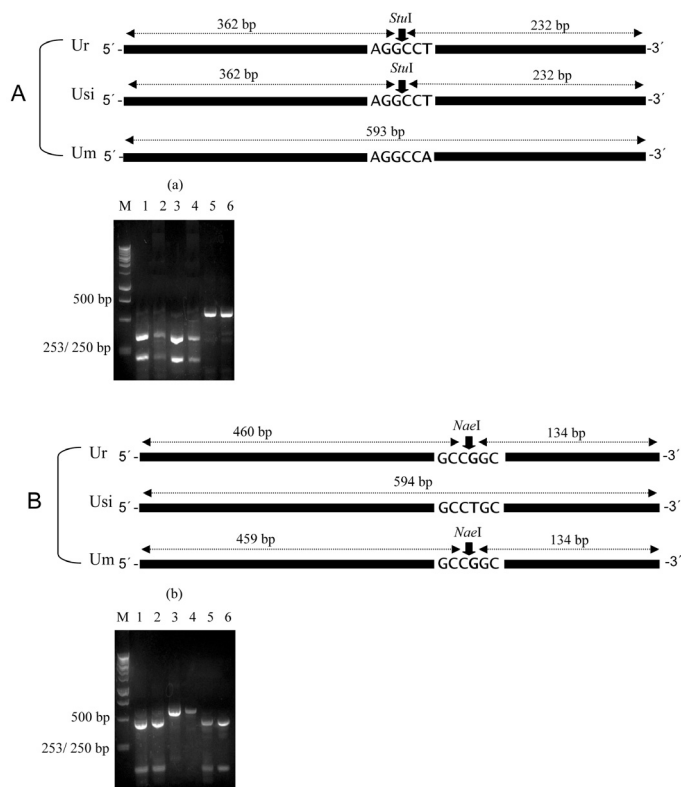 StuI
362 bp 232 bp
Ur 5´- AGGCCT -3´
StuI
362 bp 232 bp
A
Usi 5´- AGGCCT -3´
593 bp
Um 5´- AGGCCA -3´
(a)
M 1 2 3 4 5 6
500 bp
253/ 250 bp
NaeI
460 bp 134 bp
Ur 5´- GCCGGC -3´
594 bp
B
Usi 5´- GCCTGC -3´
NaeI
459 bp 134 bp
Um 5´- GCCGGC -3´
(b)
M 1 2 3 4 5 6
500 bp
253/ 250 bp